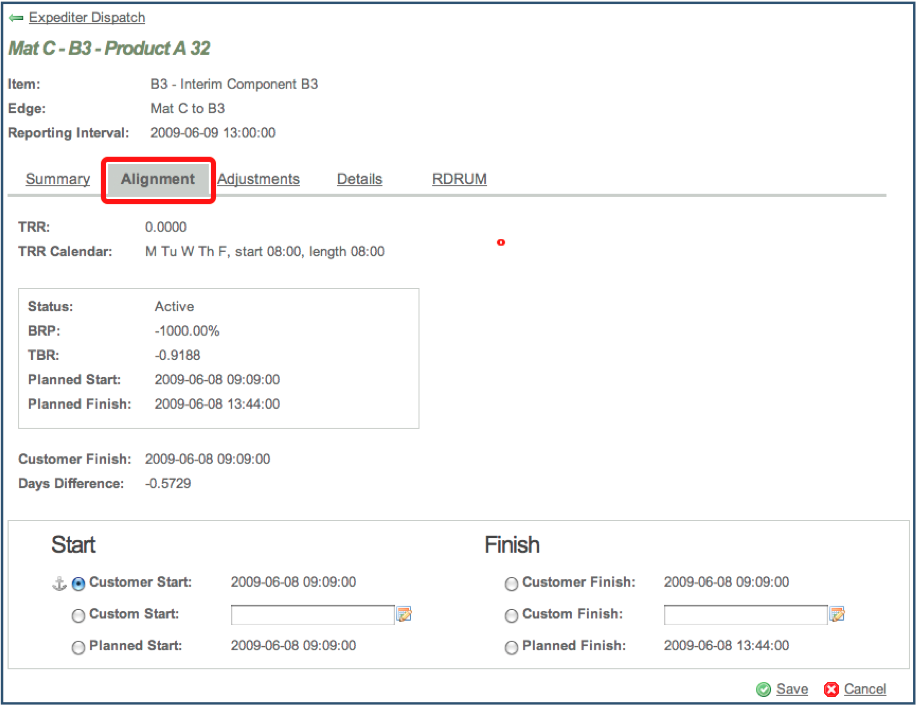 Expediter Dispatch
Mat C - B3 - Product A 32
Item: B3 - Interim Component B3
Edge: Mat C to B3
Reporting Interval: 2009-06-09 13:00:00
Summary Alignment Adjustments Details RDRUM
TRR: 0.0000
TRR Calendar: M Tu W Th F, start 08:00, length 08:00
Status: Active
BRP: -1000.00%
TBR: -0.9188
Planned Start: 2009-06-08 09:09:00
Planned Finish: 2009-06-08 13:44:00
Customer Finish: 2009-06-08 09:09:00
Days Difference: -0.5729
Start Finish
Customer Start: 2009-06-08 09:09:00 Customer Finish: 2009-06-08 09:09:00
Custom Start: Custom Finish:
Planned Start: 2009-06-08 09:09:00 Planned Finish: 2009-06-08 13:44:00
Save Cancel